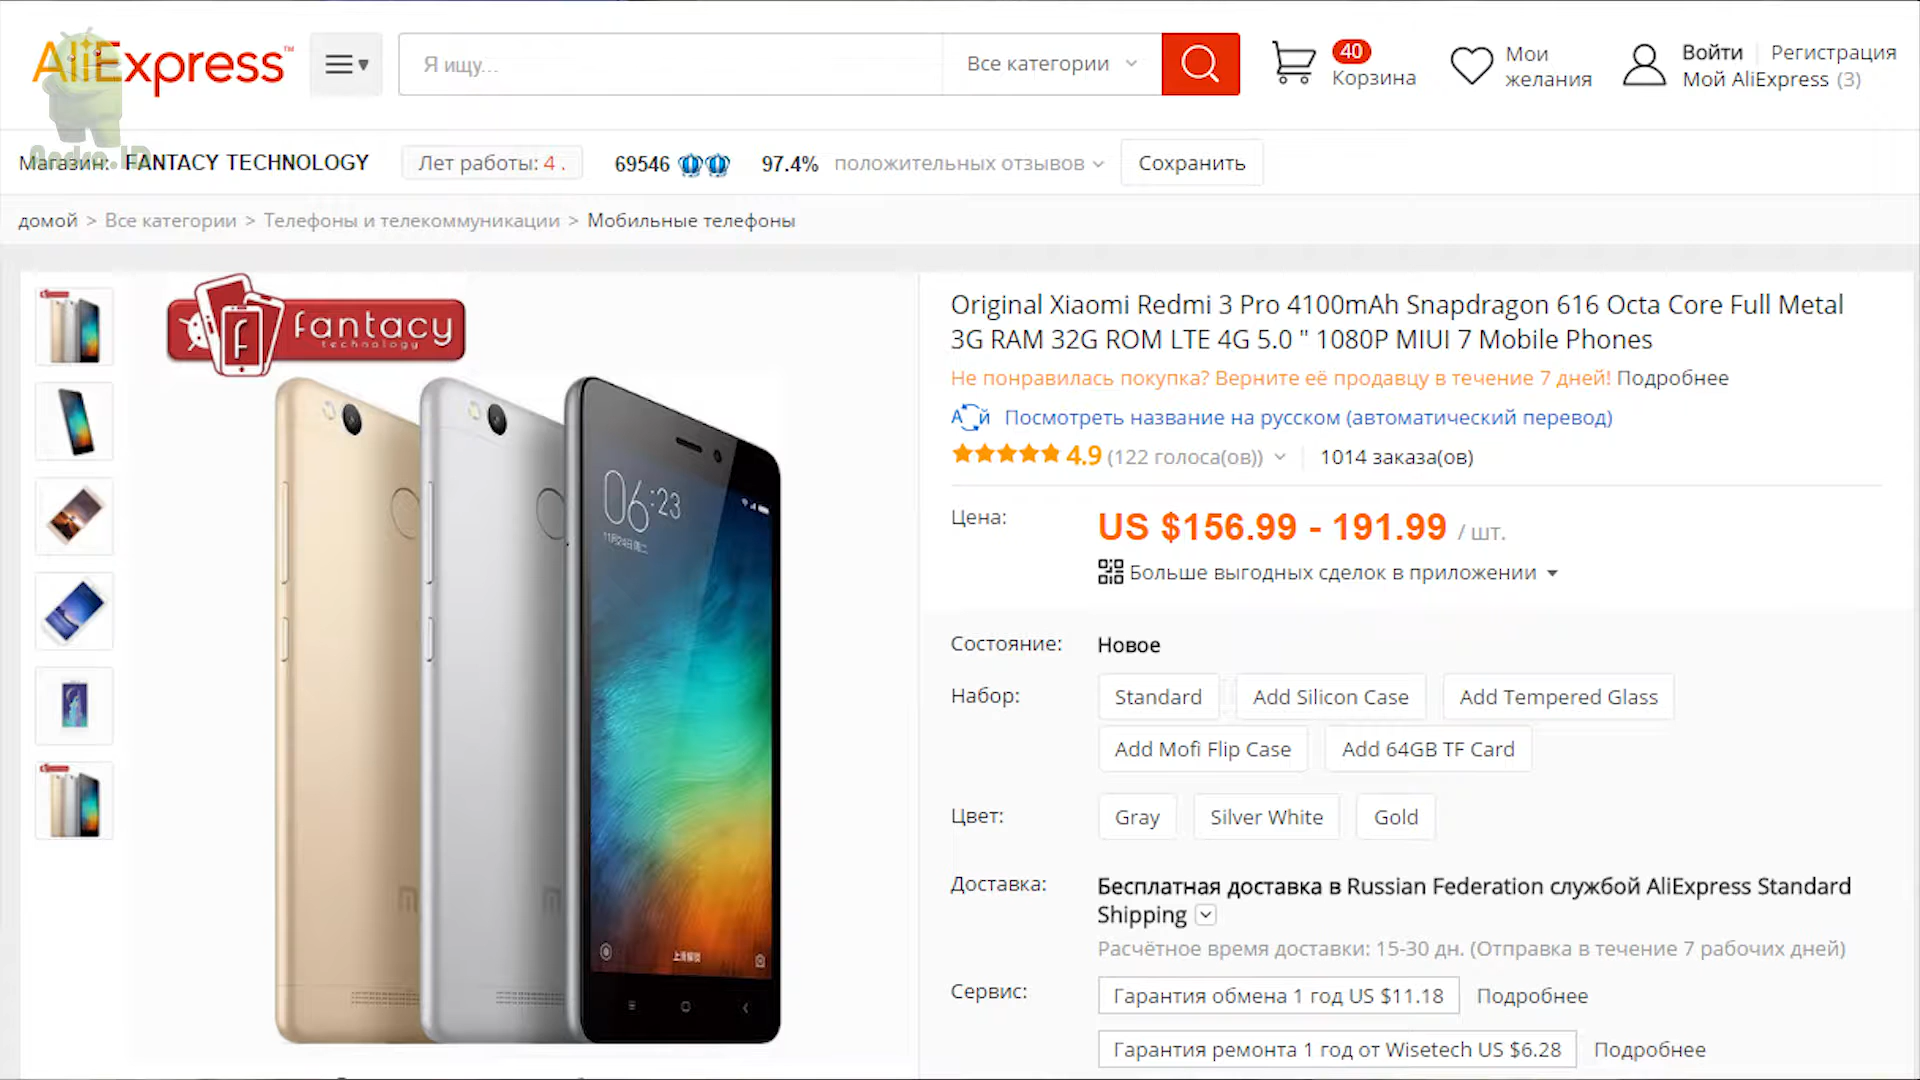 AliExpress™
Я ищу...
Все категории
40
Корзина
Мои желания
Войти
Регистрация
Мой AliExpress (3)
Andro.ID
Магазин: FANTACY TECHNOLOGY
Лет работы: 4 .
69546
97.4% положительных отзывов
Сохранить
домой > Все категории > Телефоны и телекоммуникации > Мобильные телефоны
fantacy
technology
06:23
Original Xiaomi Redmi 3 Pro 4100mAh Snapdragon 616 Octa Core Full Metal
3G RAM 32G ROM LTE 4G 5.0 " 1080P MIUI 7 Mobile Phones
Не понравилась покупка? Верните её продавцу в течение 7 дней! Подробнее
Посмотреть название на русском (автоматический перевод)
4.9 (122 голоса(ов)) 1014 заказа(ов)
Цена: US $156.99 - 191.99 / шт.
Больше выгодных сделок в приложении
Состояние: Новое
Набор: Standard Add Silicon Case Add Tempered Glass
Add Mofi Flip Case Add 64GB TF Card
Цвет: Gray Silver White Gold
Доставка: Бесплатная доставка в Russian Federation службой AliExpress Standard
Shipping
Расчётное время доставки: 15-30 дн. (Отправка в течение 7 рабочих дней)
Сервис: Гарантия обмена 1 год US $11.18 Подробнее
Гарантия ремонта 1 год от Wisetech US $6.28 Подробнее